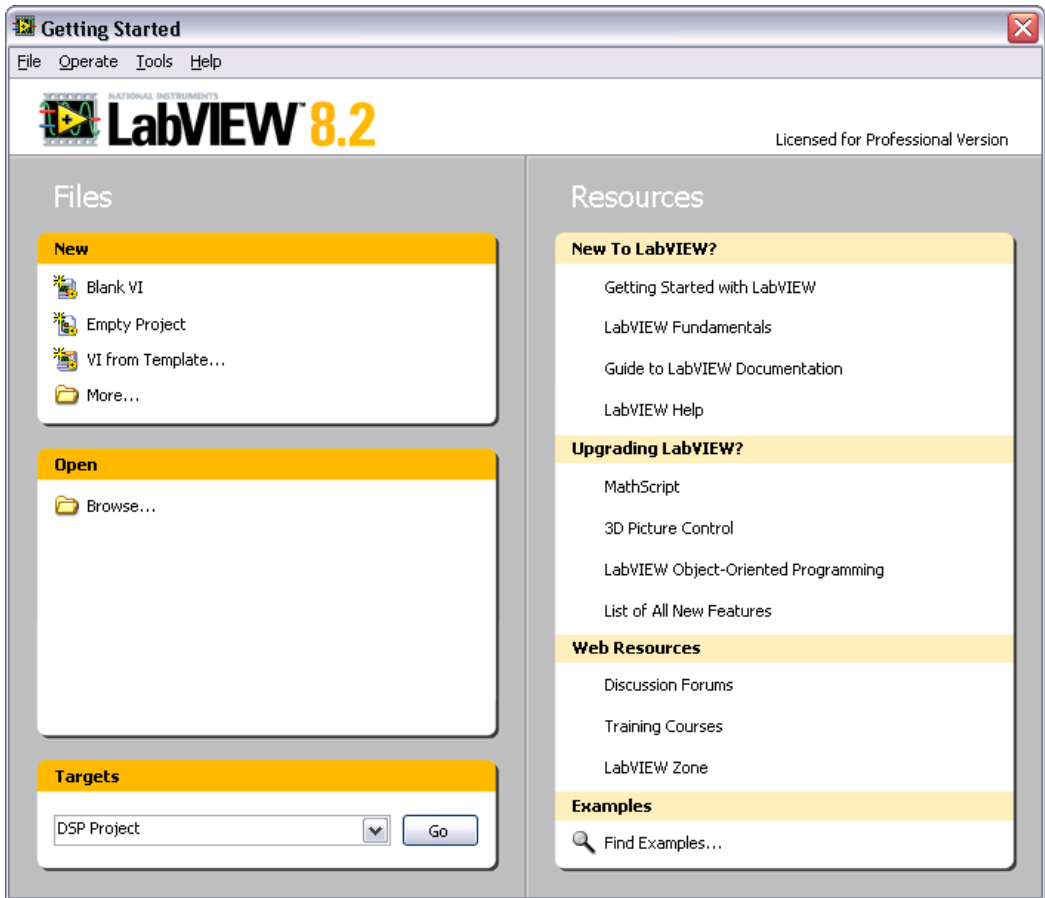 Getting Started
File Operate Tools Help
NATIONAL INSTRUMENTS
LabVIEW™ 8.2
Licensed for Professional Version
Files
New
Blank VI
Empty Project
VI from Template...
More...
Open
Browse...
Targets
DSP Project
Go
Resources
New To LabVIEW?
Getting Started with LabVIEW
LabVIEW Fundamentals
Guide to LabVIEW Documentation
LabVIEW Help
Upgrading LabVIEW?
MathScript
3D Picture Control
LabVIEW Object-Oriented Programming
List of All New Features
Web Resources
Discussion Forums
Training Courses
LabVIEW Zone
Examples
Find Examples...